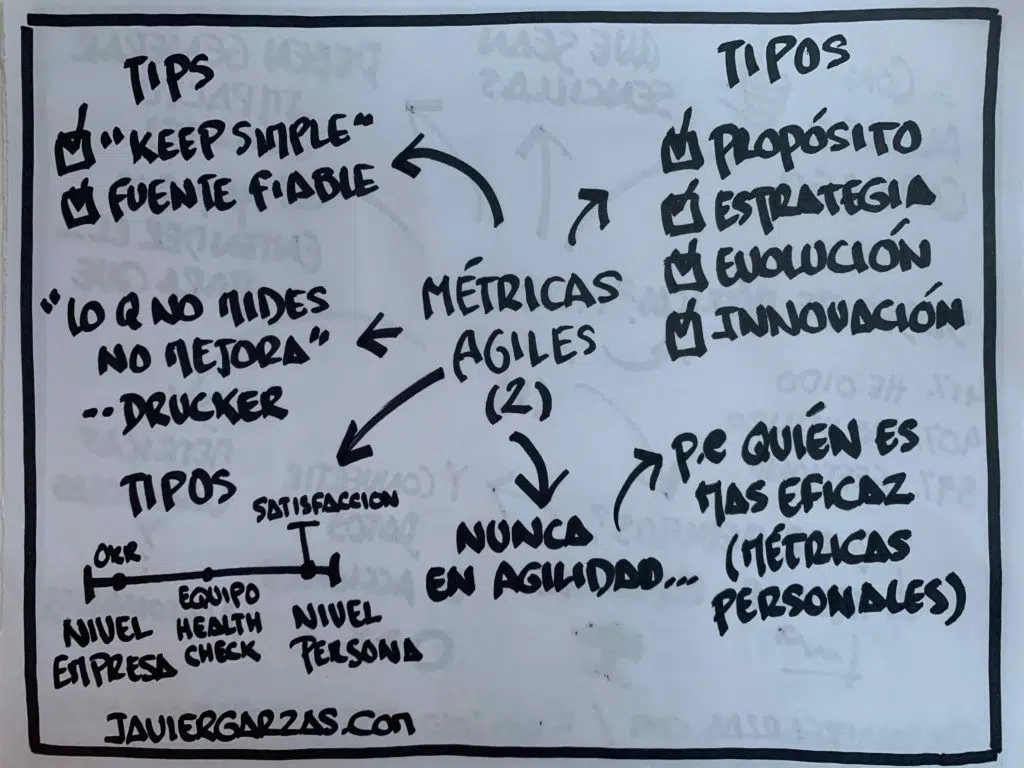 TIPS
"KEEP SIMPLE"
FUENTE FIABLE
TIPOS
PROPÓSITO
ESTRATEGIA
EVOLUCIÓN
INNOVACIÓN
MÉTRICAS
AGILES
(2)
"LO Q NO MIDES
NO MEJORA"
-- DRUCKER
TIPOS
SATISFACCION
OKR
NIVEL
EMPRESA
EQUIPO
HEALTH
CHECK
NIVEL
PERSONA
NUNCA
EN AGILIDAD...
P.e QUIÉN ES
MAS EFICAZ
(MÉTRICAS
PERSONALES)
JAVIERGARZAS.COM